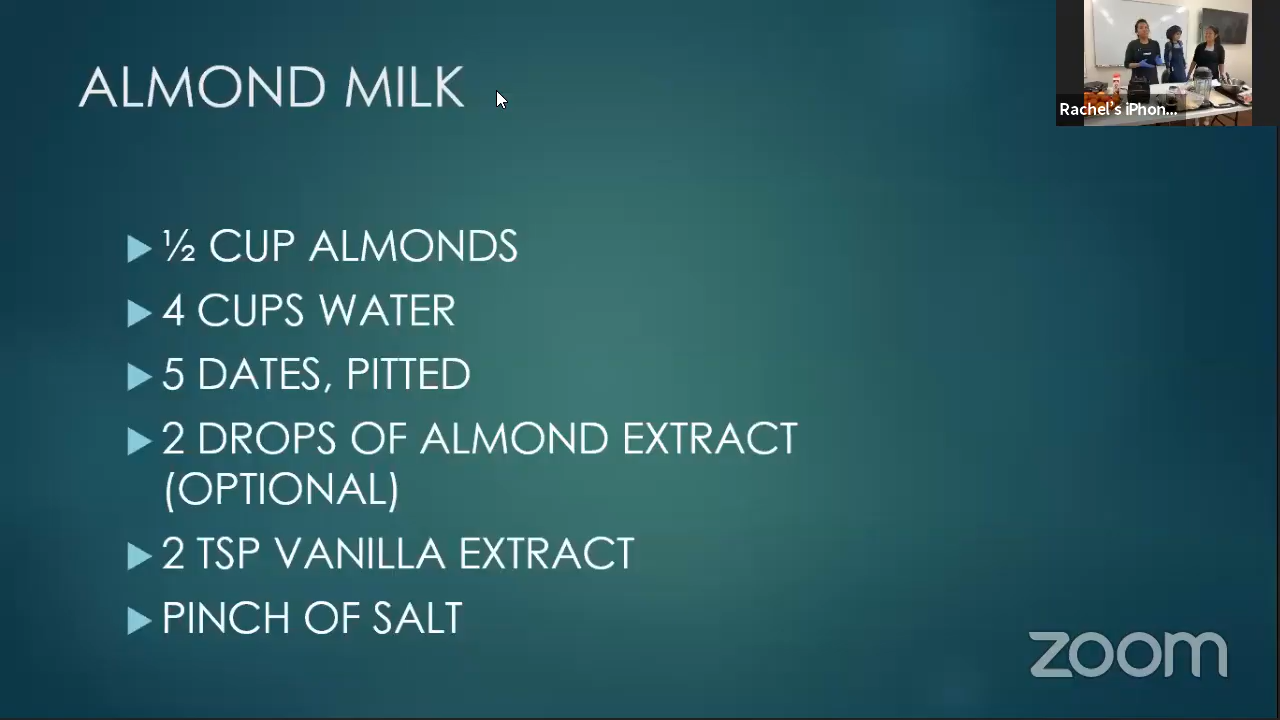 ALMOND MILK
Rachel's iPhon...
½ CUP ALMONDS
4 CUPS WATER
5 DATES, PITTED
2 DROPS OF ALMOND EXTRACT
(OPTIONAL)
2 TSP VANILLA EXTRACT
PINCH OF SALT
zoom